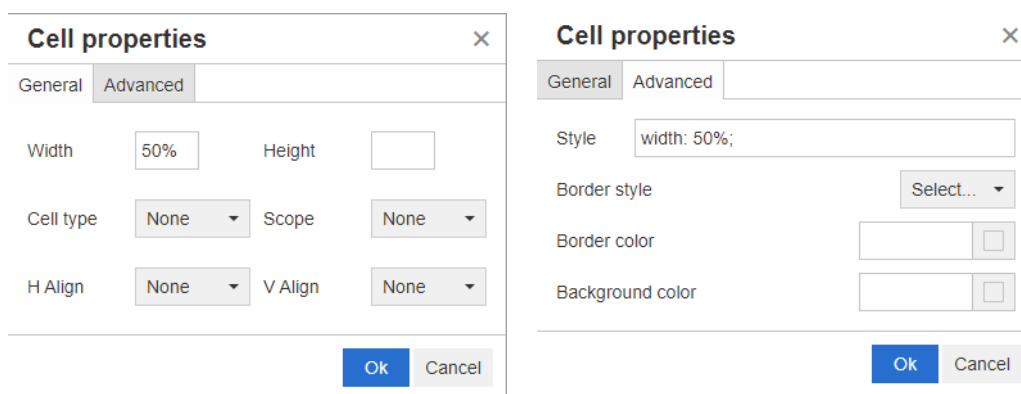 Cell properties ×
General Advanced
Width 50% Height
Cell type None Scope None
H Align None V Align None
Ok Cancel
Cell properties ×
General Advanced
Style width: 50%;
Border style Select...
Border color
Background color
Ok Cancel